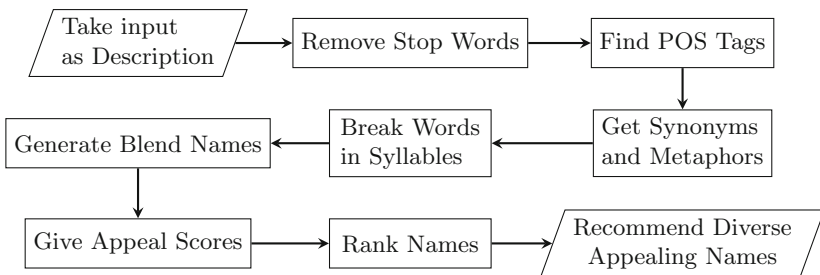 Take input
as Description
Remove Stop Words
Find POS Tags
Get Synonyms
and Metaphors
Break Words
in Syllables
Generate Blend Names
Give Appeal Scores
Rank Names
Recommend Diverse
Appealing Names